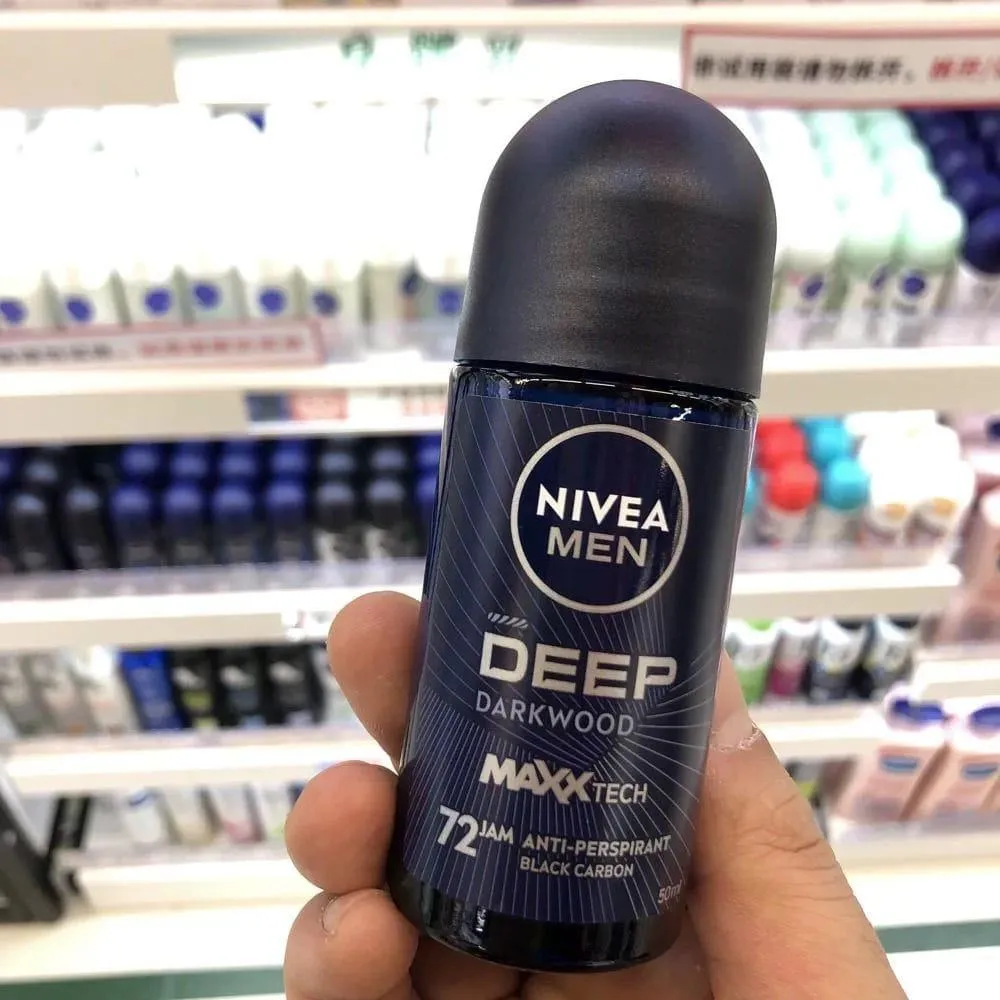 NIVEA
MEN
DEEP
DARKWOOD
MAXXTECH
72 JAM ANTI-PERSPIRANT
BLACK CARBON
50ml